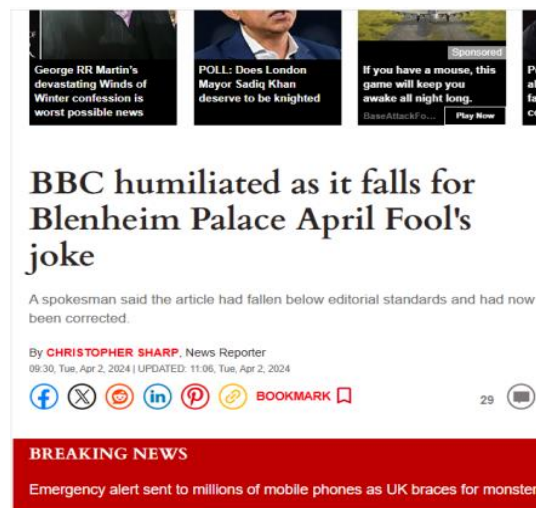 George RR Martin's
devastating Winds of
Winter confession is
worst possible news
POLL: Does London
Mayor Sadiq Khan
deserve to be knighted
Sponsored
If you have a mouse, this
game will keep you
awake all night long.
BaseAttackFo...
Play Now
BBC humiliated as it falls for
Blenheim Palace April Fool's
joke
A spokesman said the article had fallen below editorial standards and had now
been corrected.
By CHRISTOPHER SHARP, News Reporter
09:30, Tue, Apr 2, 2024 | UPDATED: 11:06, Tue, Apr 2, 2024
BOOKMARK
29
BREAKING NEWS
Emergency alert sent to millions of mobile phones as UK braces for monster